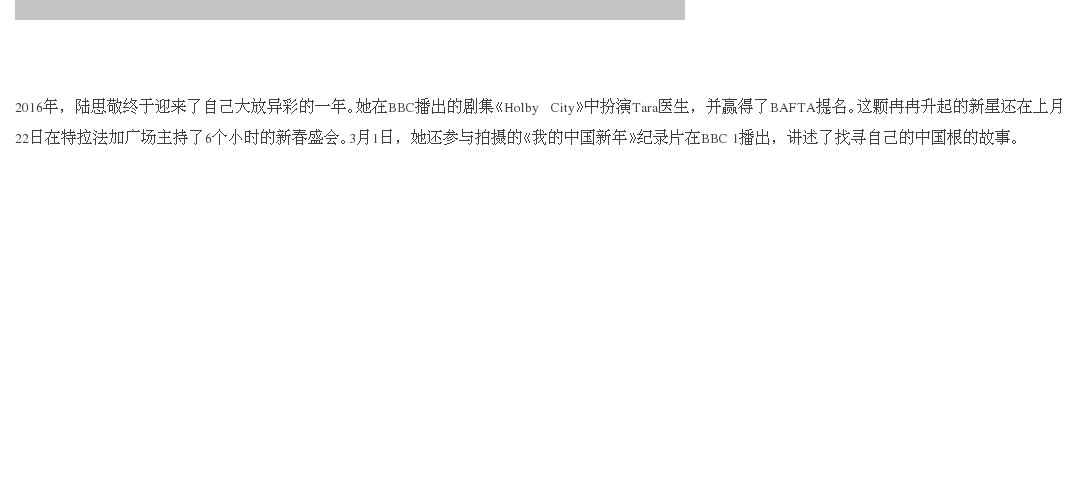 2016年，陆思敬终于迎来了自己大放异彩的一年。她在BBC播出的剧集《Holby City》中扮演Tara医生，并赢得了BAFTA提名。这颗冉冉升起的新星还在上月
22日在特拉法加广场主持了6个小时的新春盛会。3月1日，她还参与拍摄的《我的中国新年》纪录片在BBC 1播出，讲述了找寻自己的中国根的故事。